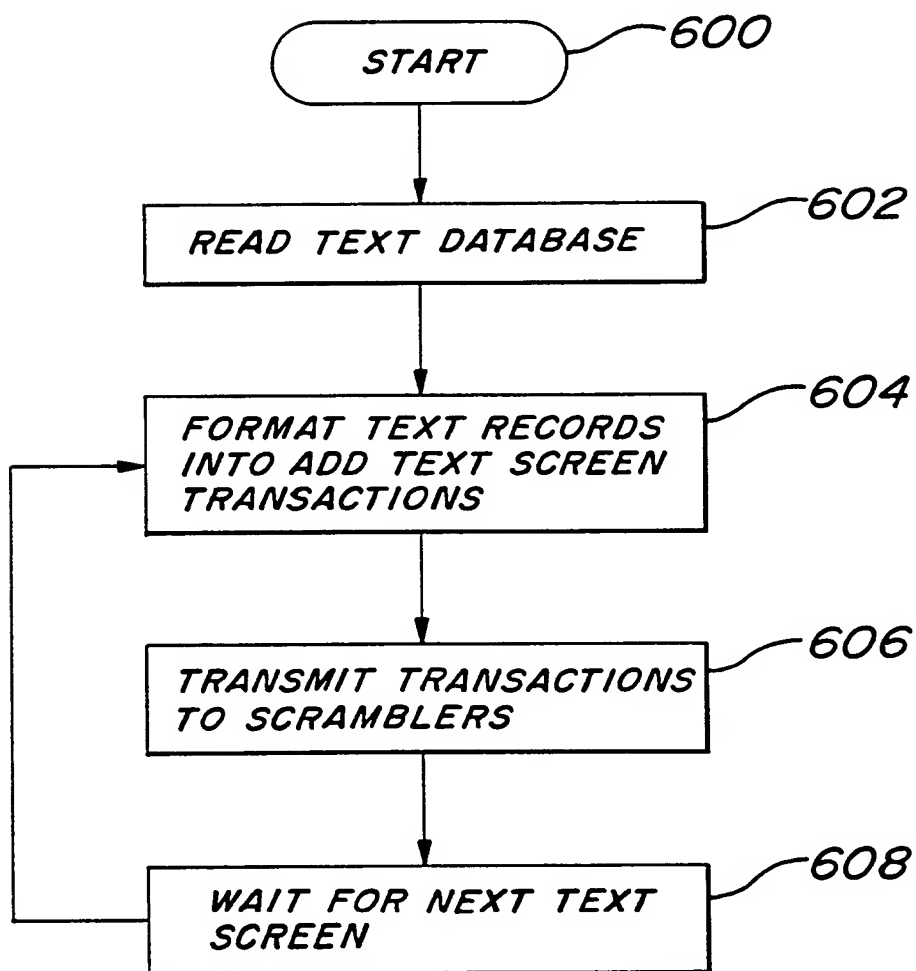 600
START
602
READ TEXT DATABASE
604
FORMAT TEXT RECORDS
INTO ADD TEXT SCREEN
TRANSACTIONS
606
TRANSMIT TRANSACTIONS
TO SCRAMBLERS
608
WAIT FOR NEXT TEXT
SCREEN